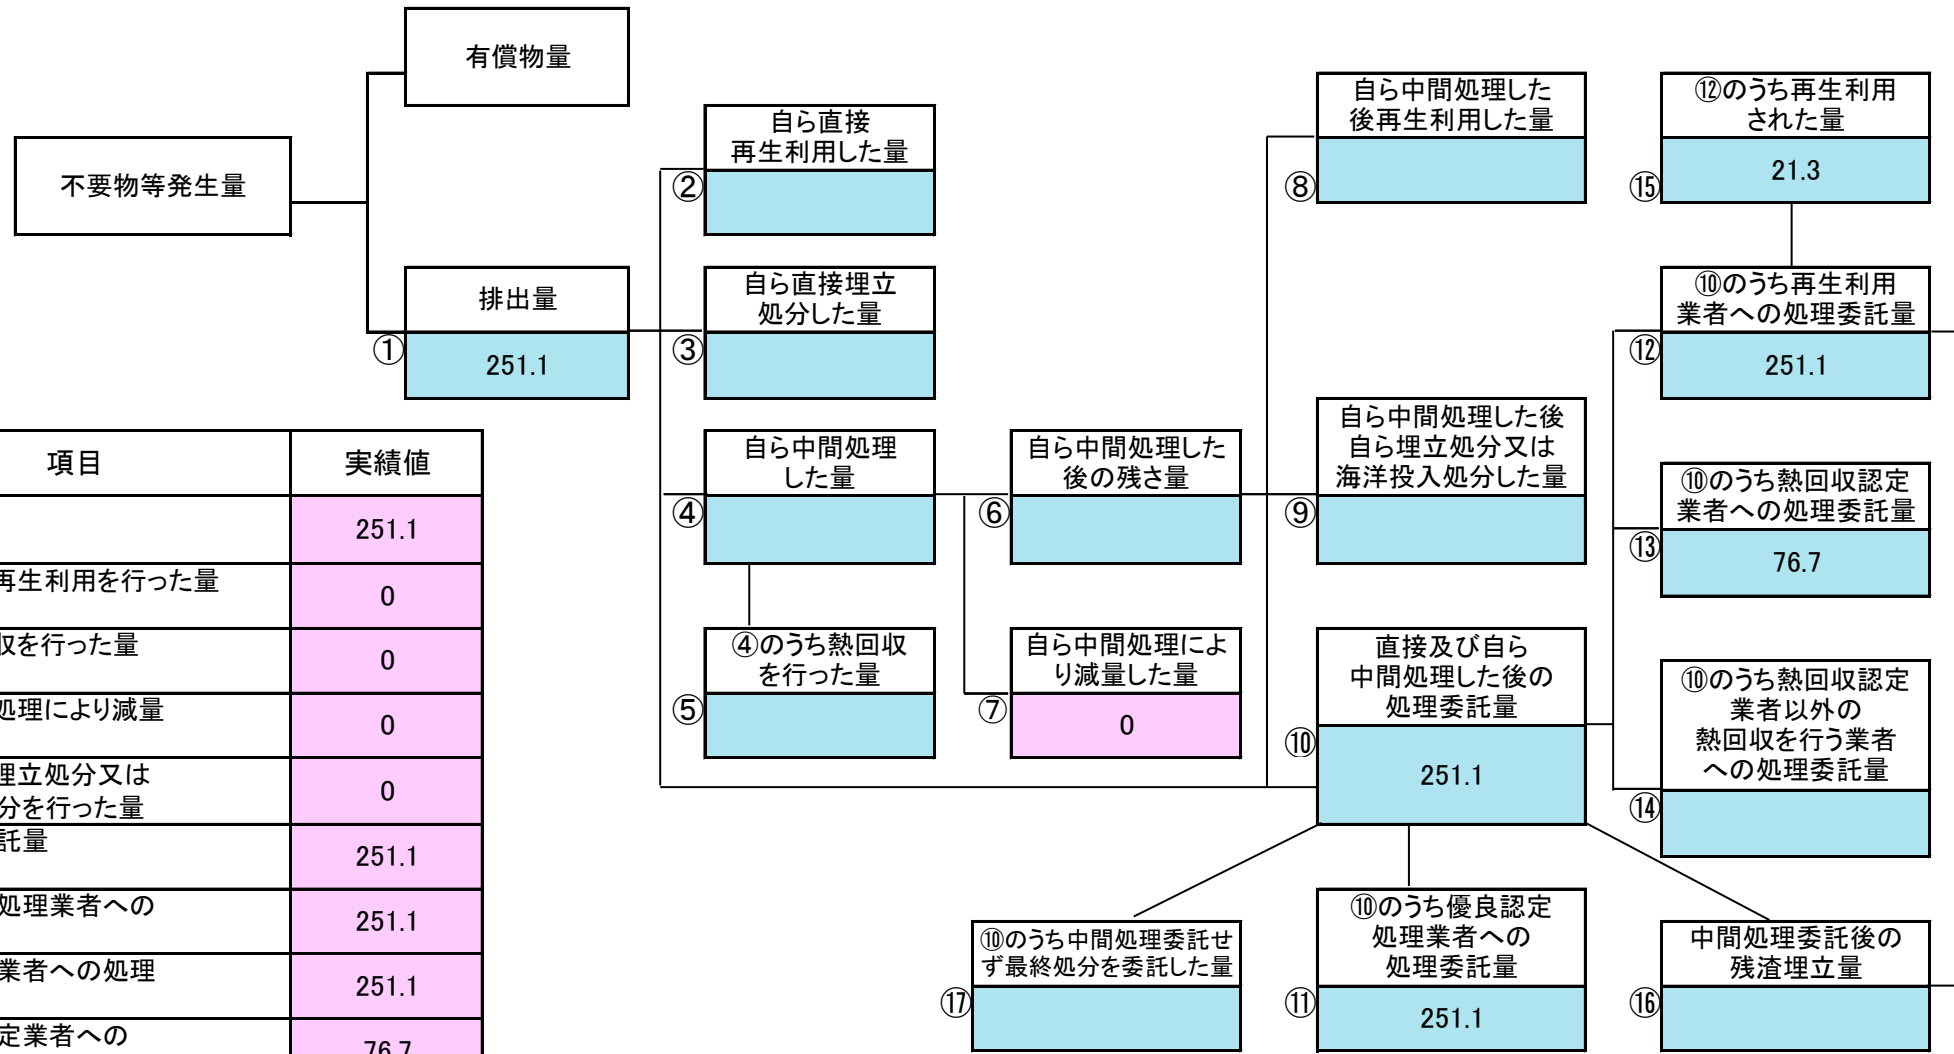 有償物量
不要物等発生量
排出量
①
251.1
自ら直接
再生利用した量
②
自ら直接埋立
処分した量
③
自ら中間処理
した量
④
④のうち熱回収
を行った量
⑤
自ら中間処理した
後の残さ量
⑥
自ら中間処理によ
り減量した量
⑦
0
自ら中間処理した
後再生利用した量
⑧
自ら中間処理した後
自ら埋立処分又は
海洋投入処分した量
⑨
直接及び自ら
中間処理した後の
処理委託量
⑩
251.1
⑫のうち再生利用
された量
⑮
21.3
⑩のうち再生利用
業者への処理委託量
⑫
251.1
⑩のうち熱回収認定
業者への処理委託量
⑬
76.7
⑩のうち熱回収認定
業者以外の
熱回収を行う業者
への処理委託量
⑭
⑩のうち中間処理委託せ
ず最終処分を委託した量
⑰
⑩のうち優良認定
処理業者への
処理委託量
⑪
251.1
中間処理委託後の
残渣埋立量
⑯
項目
実績値
251.1
再生利用を行った量
0
収を行った量
0
処理により減量
0
埋立処分又は
分を行った量
0
託量
251.1
処理業者への
251.1
業者への処理
251.1
定業者への
76.7